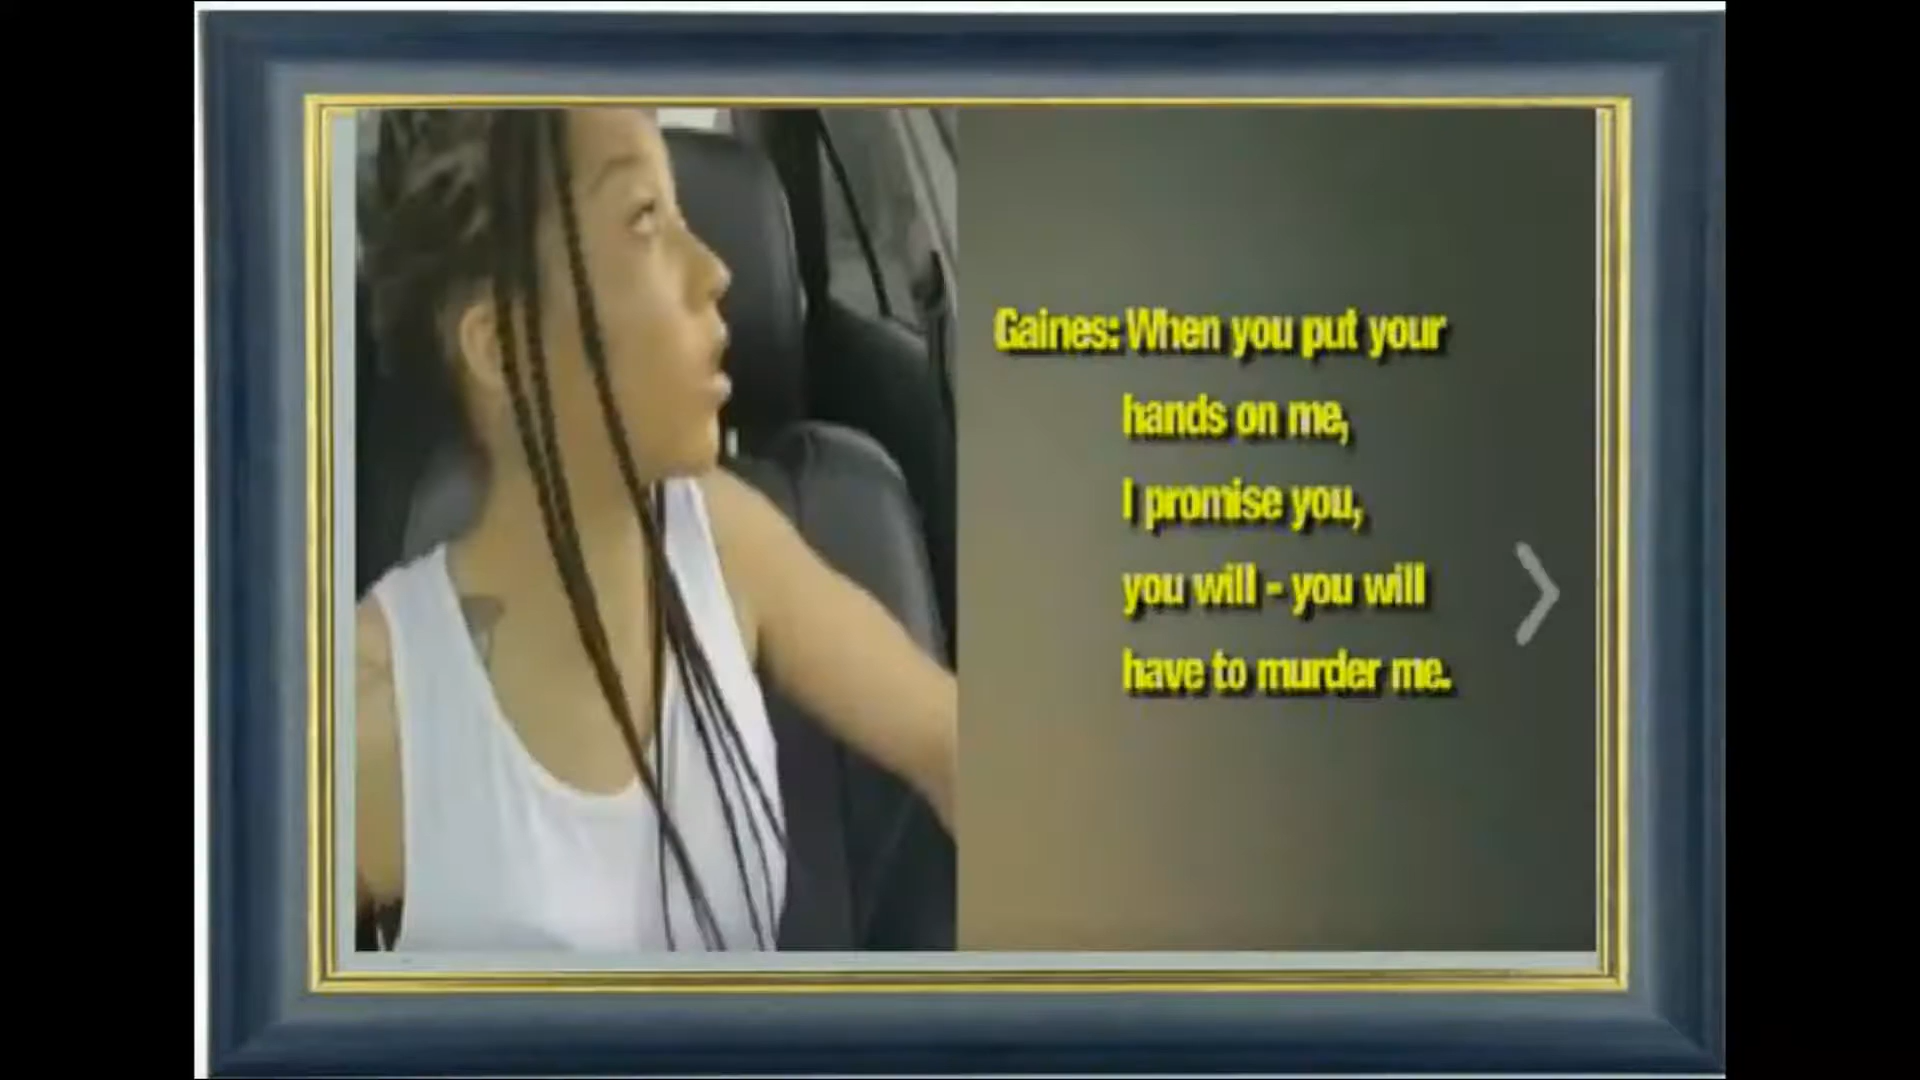 Gaines: When you put your
hands on me,
I promise you,
you will - you will
have to murder me.